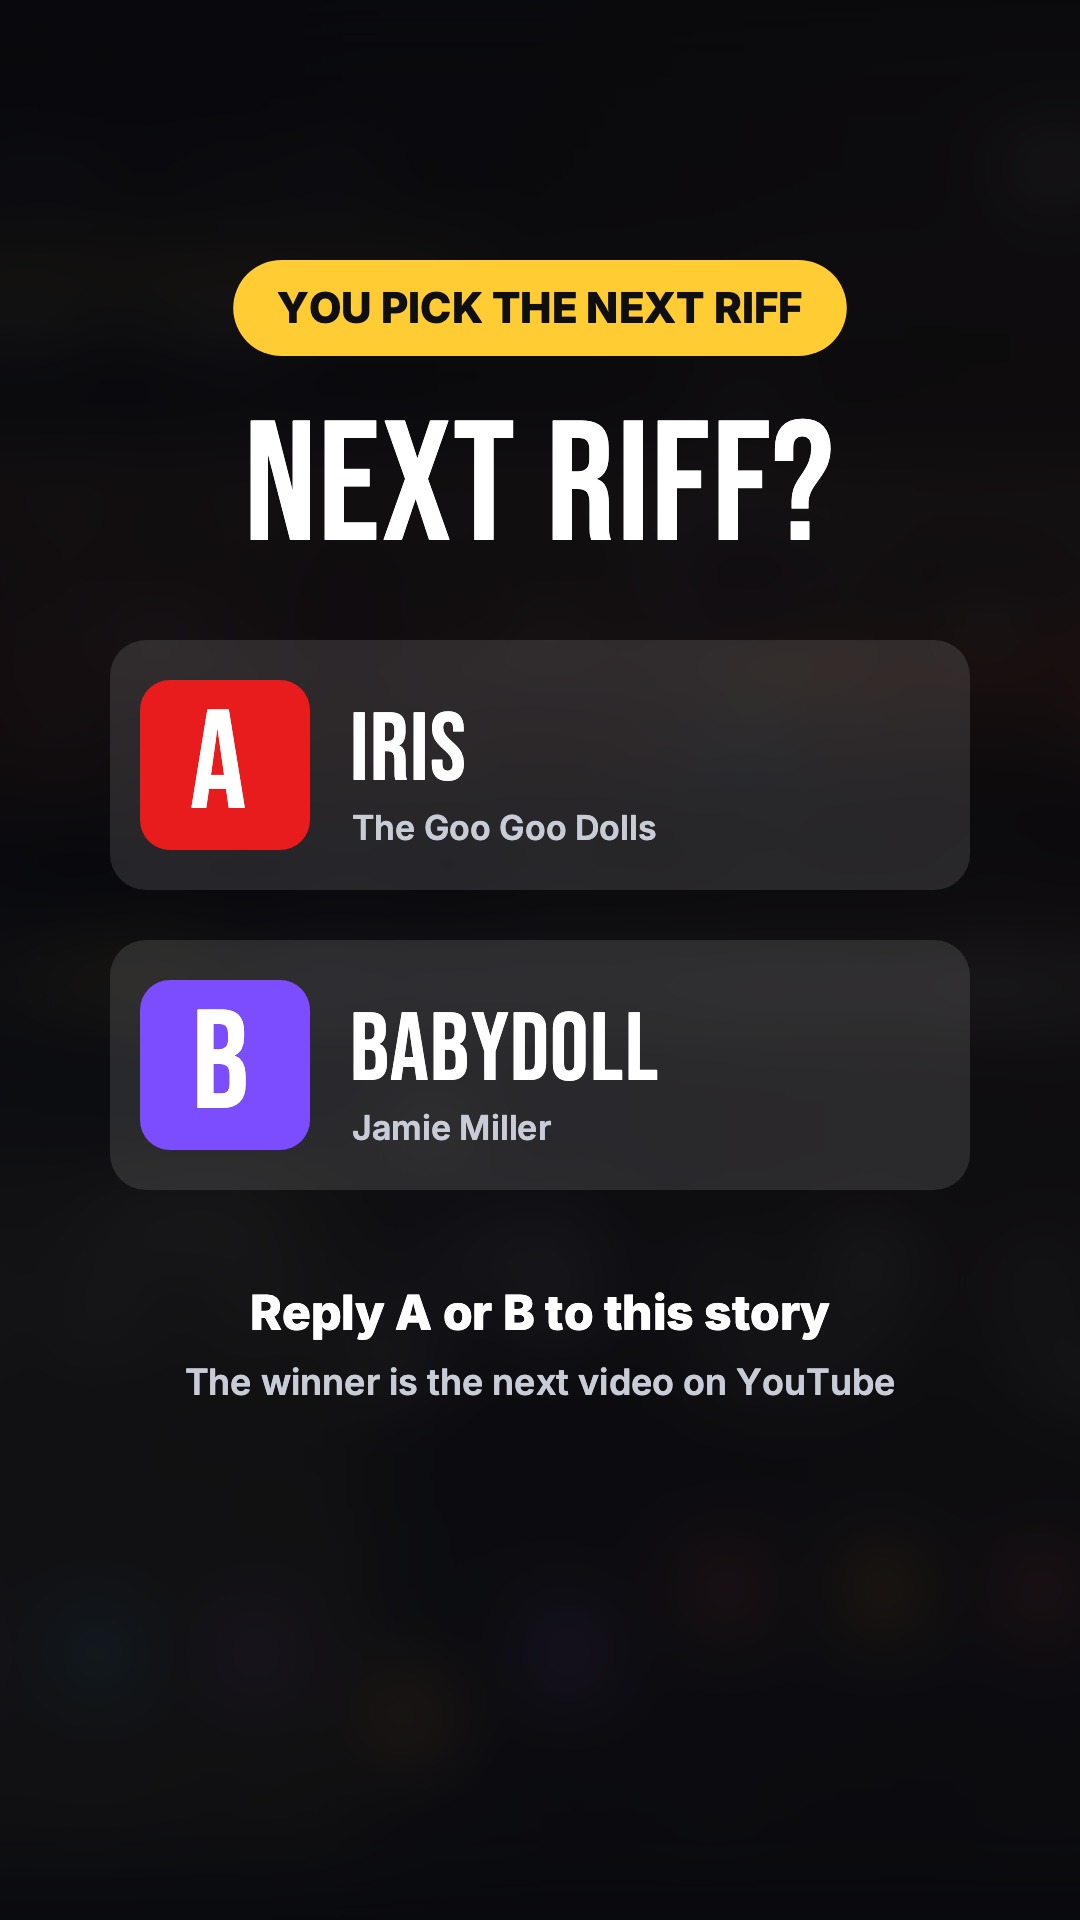 YOU PICK THE NEXT RIFF
NEXT RIFF?
A
IRIS
The Goo Goo Dolls
B
BABYDOLL
Jamie Miller
Reply A or B to this story
The winner is the next video on YouTube